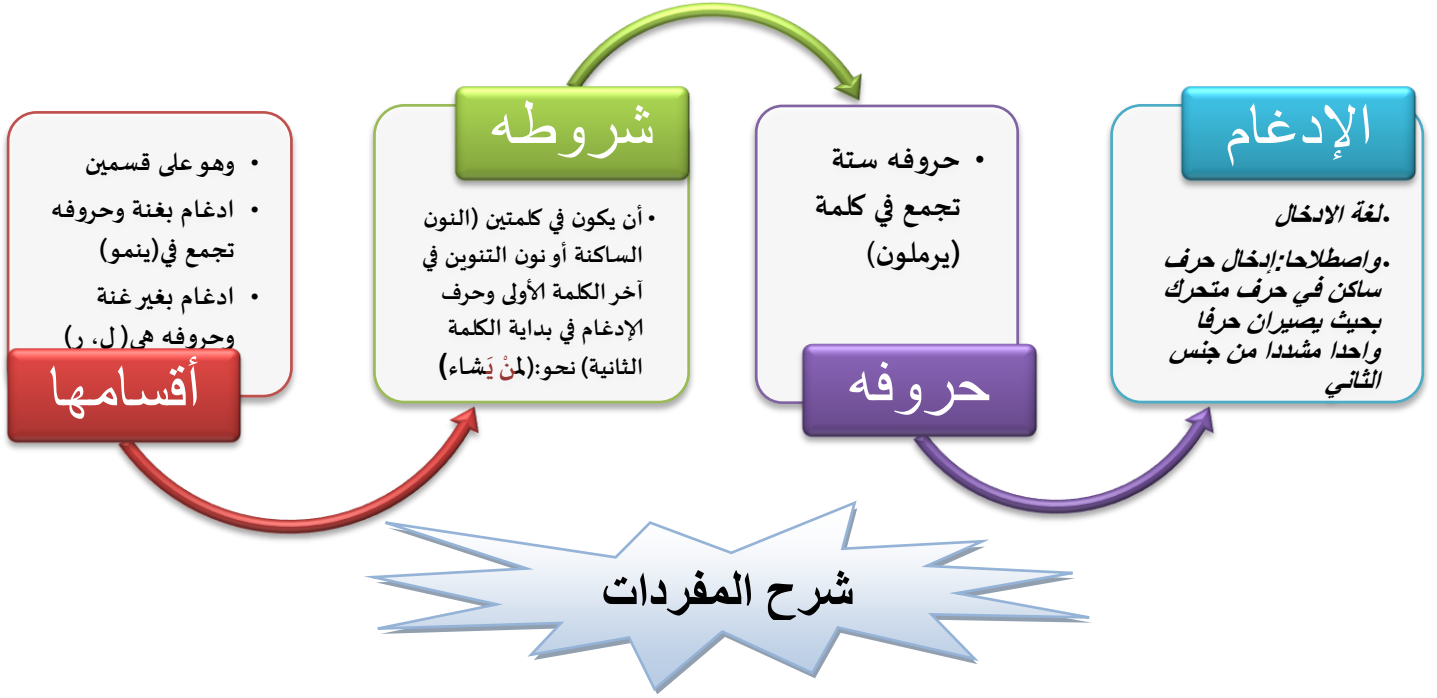 الإدغام
•لغة الادخال
•واصطلاحا:إدخال حرف
ساكن في حرف متحرك
بحيث يصيران حرفا
واحدا مشددا من جنس
الثاني
حروفه
• حروفه ستة
تجمع في كلمة
(يرملون)
شروطه
• أن يكون في كلمتين (النون
الساكنة أو نون التنوين في
آخر الكلمة الأولى وحرف
الإدغام في بداية الكلمة
الثانية) نحو:(لمنْ يَشاء)
أقسامها
• وهو على قسمين
• ادغام بغنة وحروفه
تجمع في(ينمو)
• ادغام بغير غنة
وحروفه هي( ل، ر)
شرح المفردات